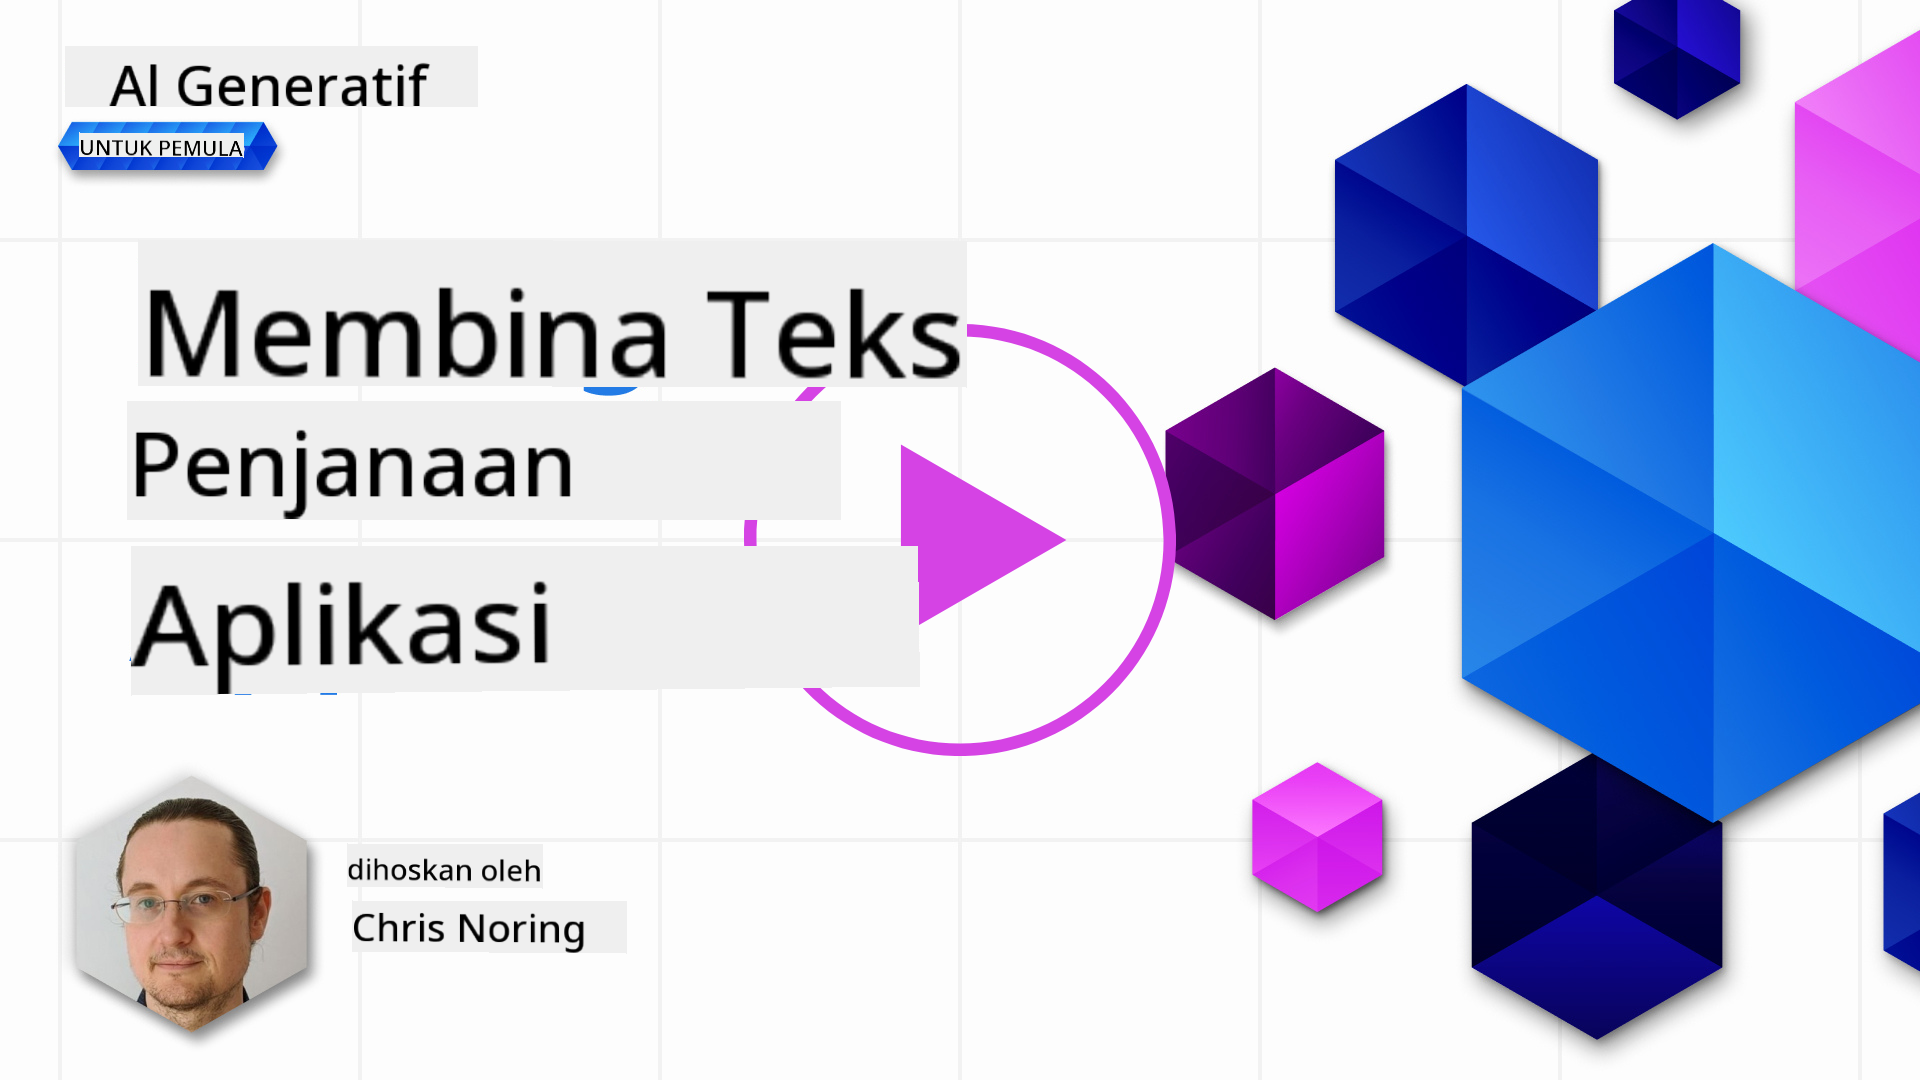 AI Generatif
UNTUK PEMULA
Membina Teks
Penjanaan
Aplikasi
dihoskan oleh
Chris Noring